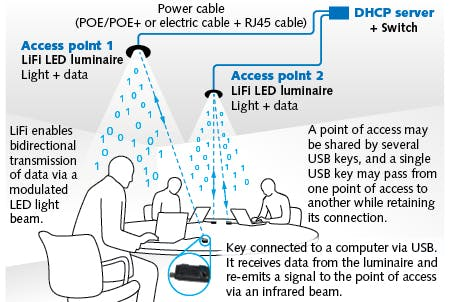 Power cable
(POE/POE+ or electric cable + RJ45 cable)
DHCP server
+ Switch
Access point 1
LiFi LED luminaire
Light + data
Access point 2
LiFi LED luminaire
Light + data
LiFi enables
bidirectional
transmission
of data via a
modulated
LED light
beam.
A point of access may
be shared by several
USB keys, and a single
USB key may pass from
one point of access to
another while retaining
its connection.
Key connected to a computer via USB.
It receives data from the luminaire and
re-emits a signal to the point of access
via an infrared beam.